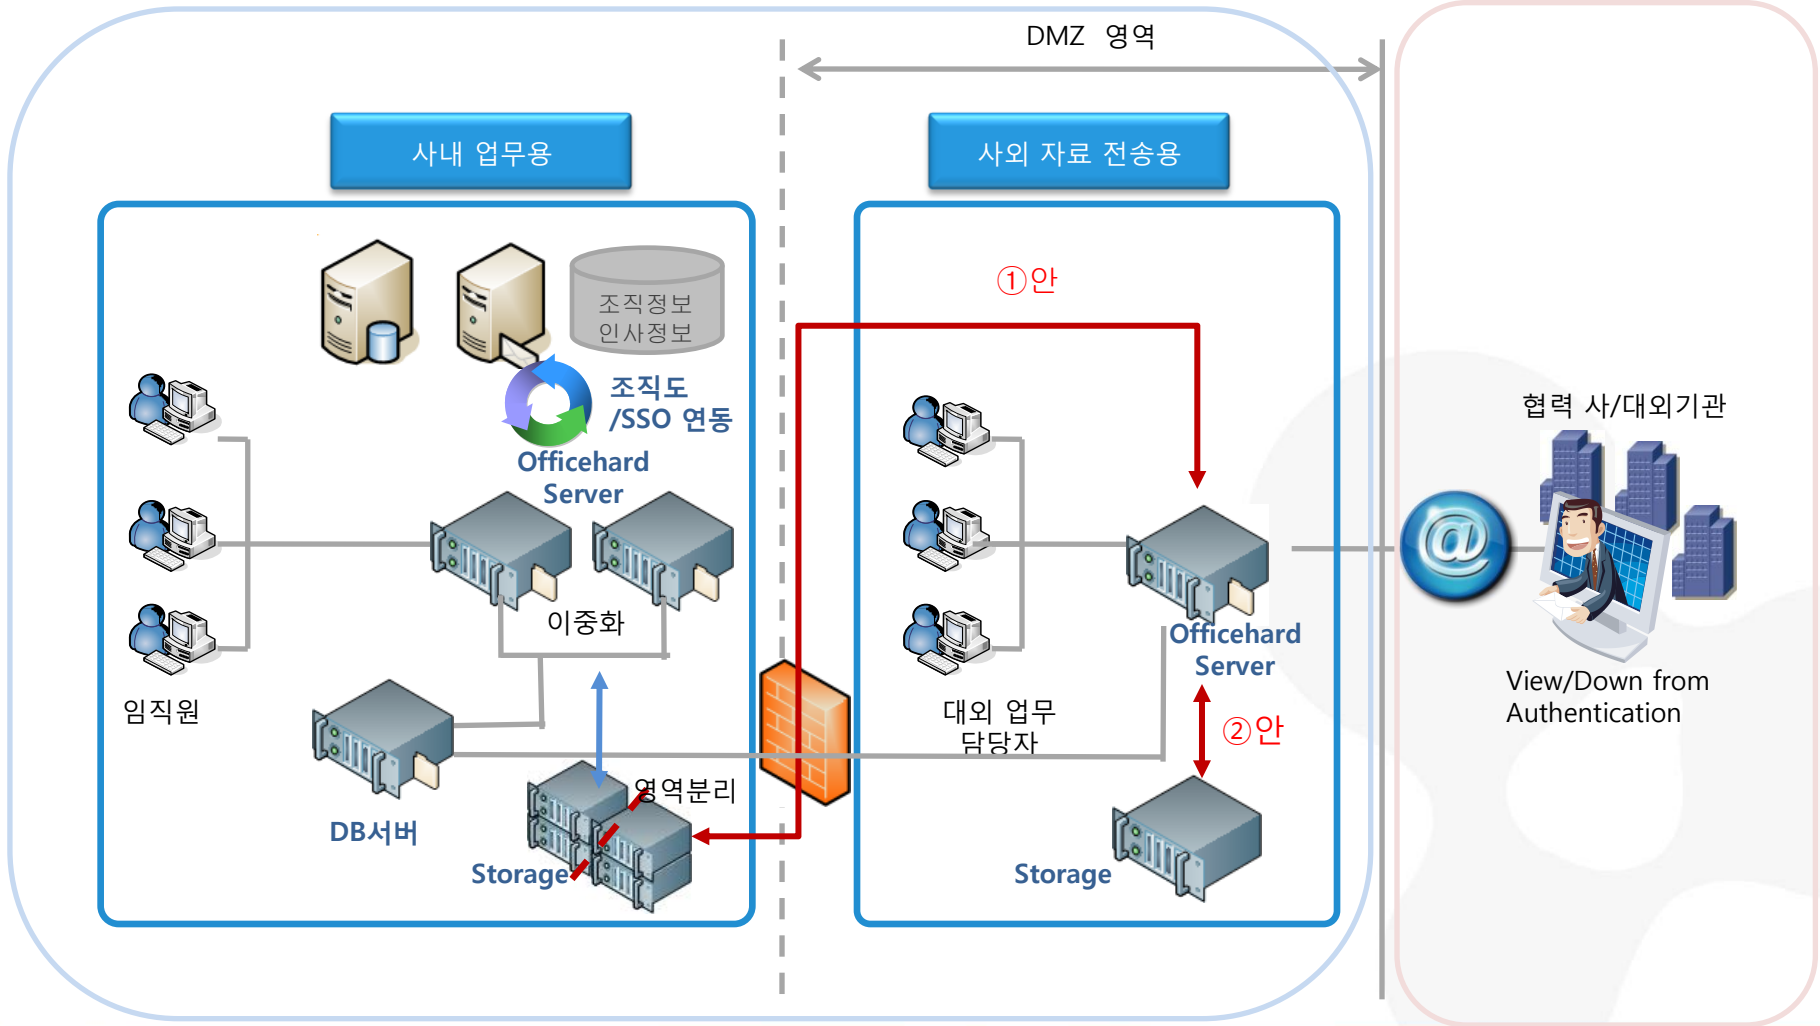 DMZ 영역
사내 업무용
사외 자료 전송용
조직정보
인사정보
조직도
/SSO 연동
Officehard
Server
이중화
임직원
DB서버
영역분리
Storage
①안
대외 업무
담당자
Officehard
Server
②안
Storage
협력 사/대외기관
@
View/Down from
Authentication